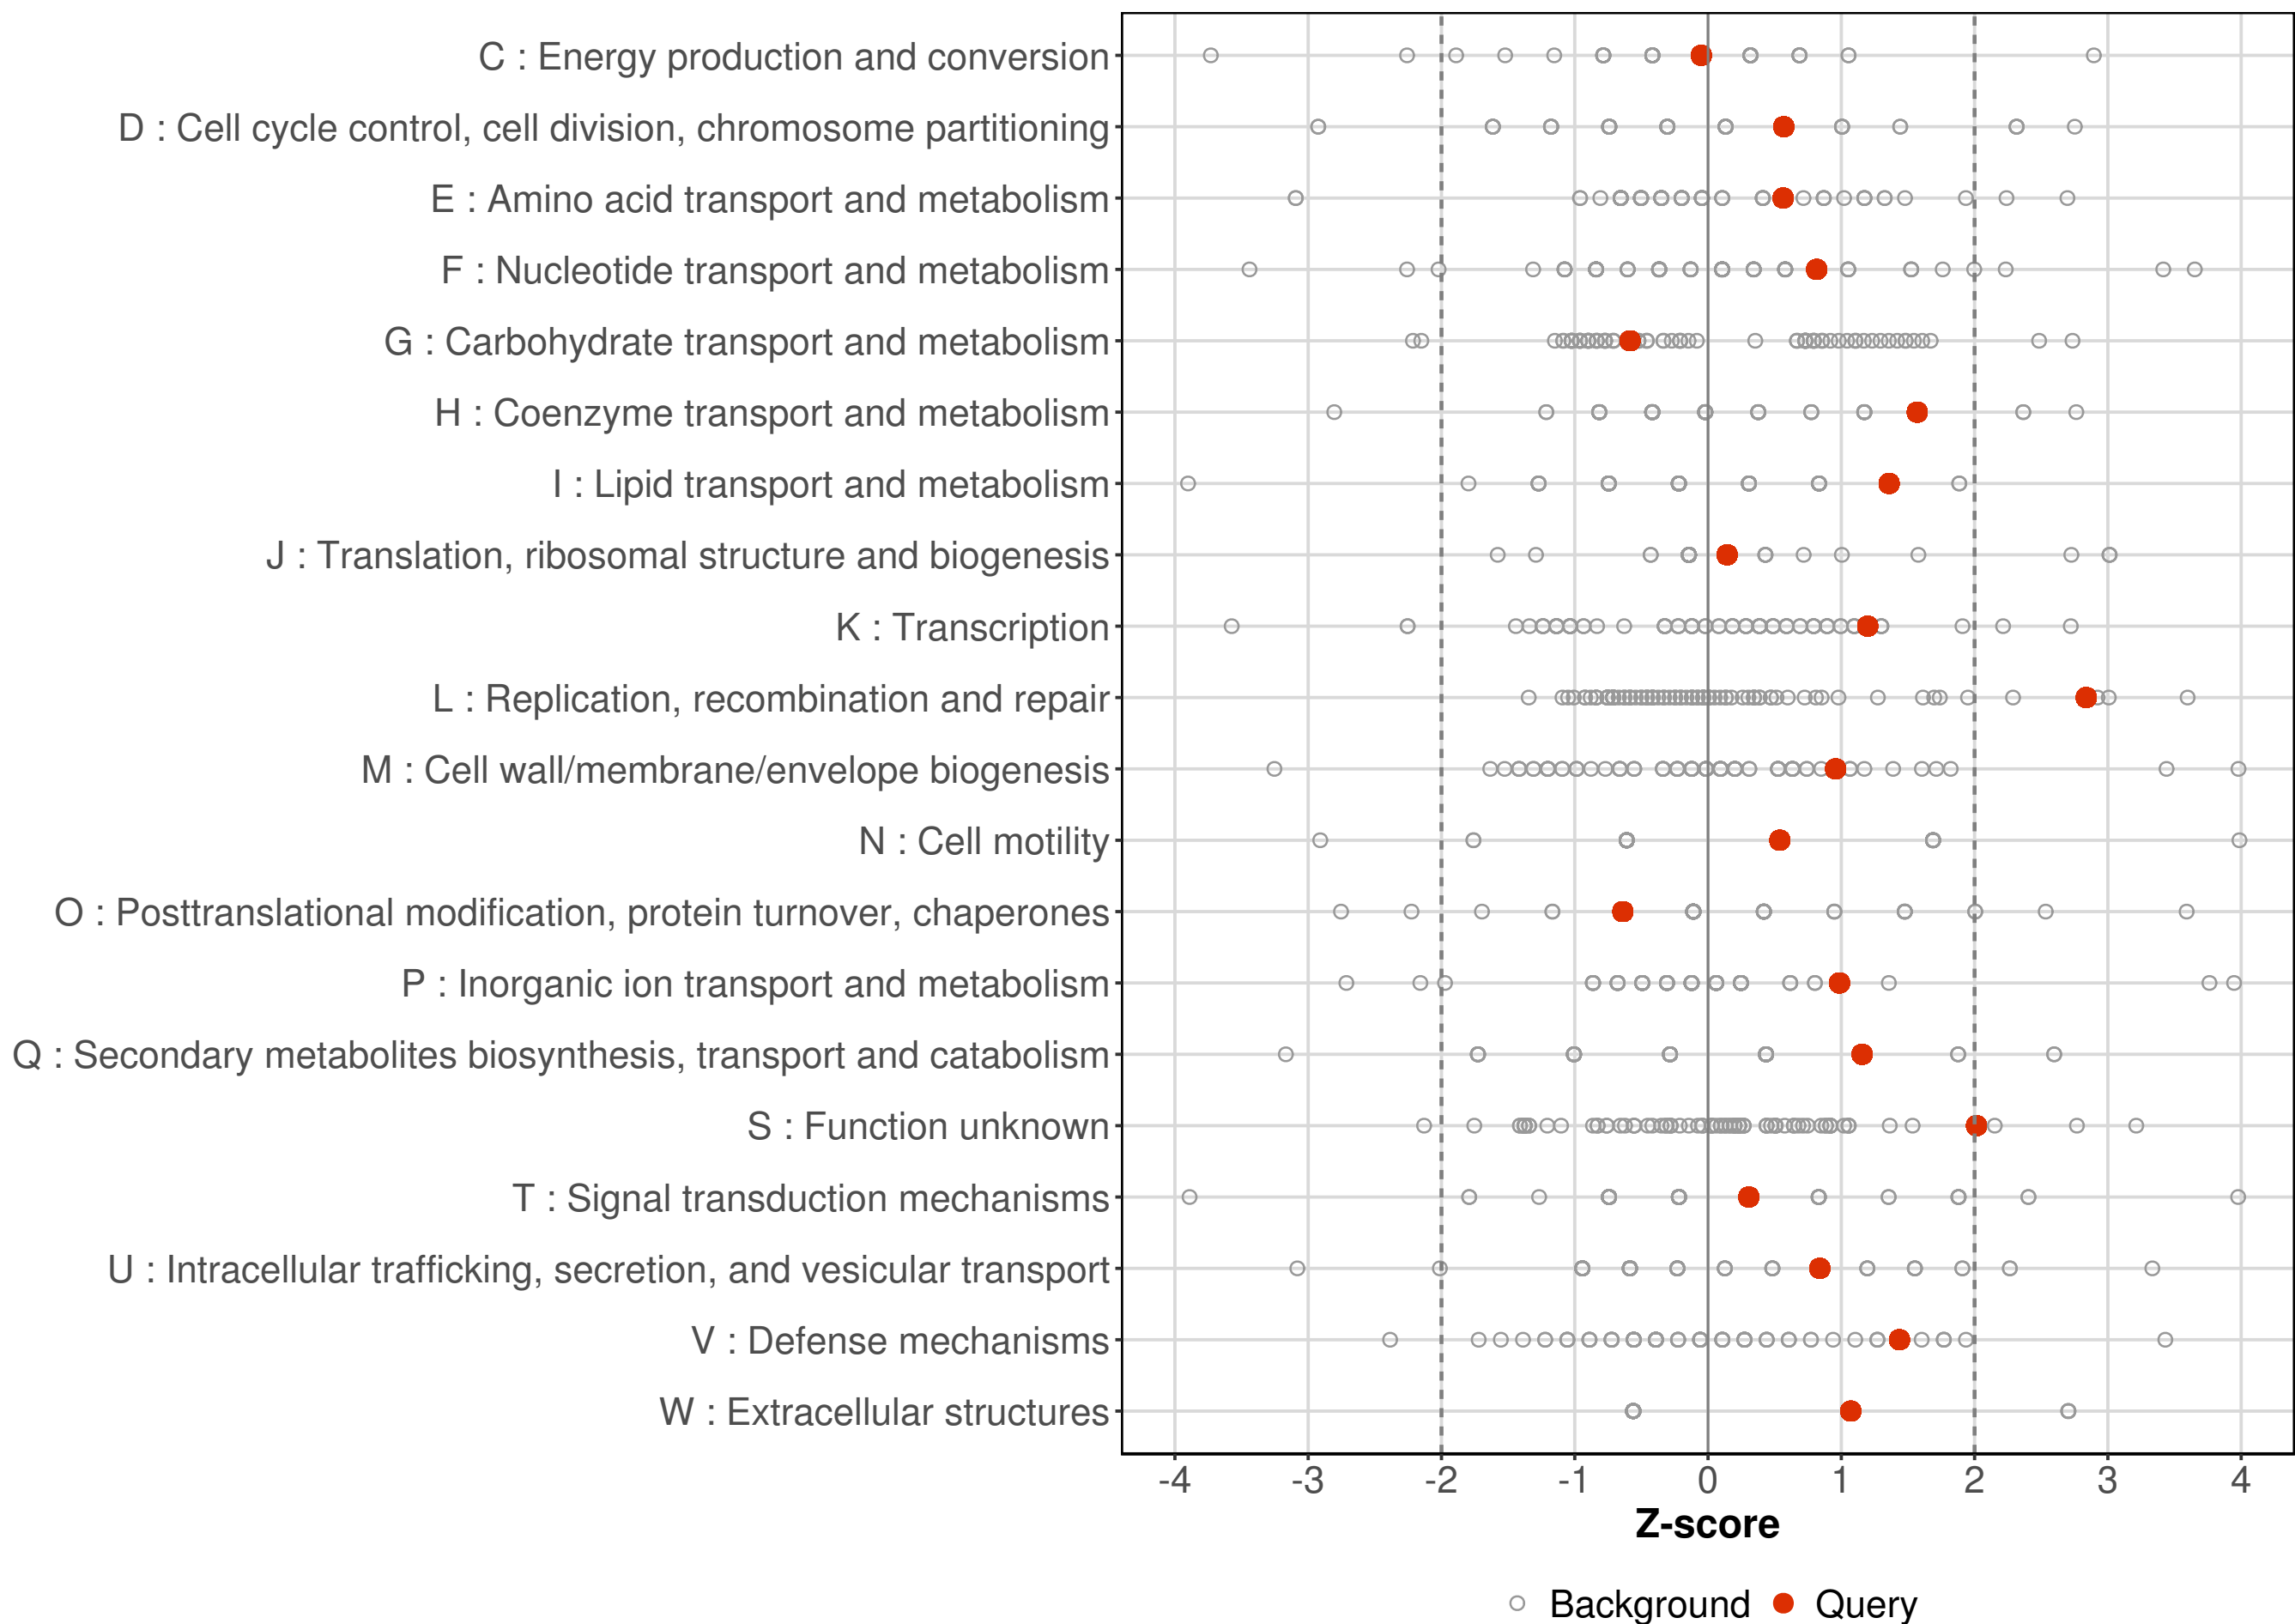 C : Energy production and conversion
D : Cell cycle control, cell division, chromosome partitioning
E : Amino acid transport and metabolism
F : Nucleotide transport and metabolism
G : Carbohydrate transport and metabolism
H : Coenzyme transport and metabolism
I : Lipid transport and metabolism
J : Translation, ribosomal structure and biogenesis
K : Transcription
L : Replication, recombination and repair
M : Cell wall/membrane/envelope biogenesis
N : Cell motility
O : Posttranslational modification, protein turnover, chaperones
P : Inorganic ion transport and metabolism
Q : Secondary metabolites biosynthesis, transport and catabolism
S : Function unknown
T : Signal transduction mechanisms
U : Intracellular trafficking, secretion, and vesicular transport
V : Defense mechanisms
W : Extracellular structures
-4 -3 -2 -1 0 1 2 3 4
Z-score
Background Query